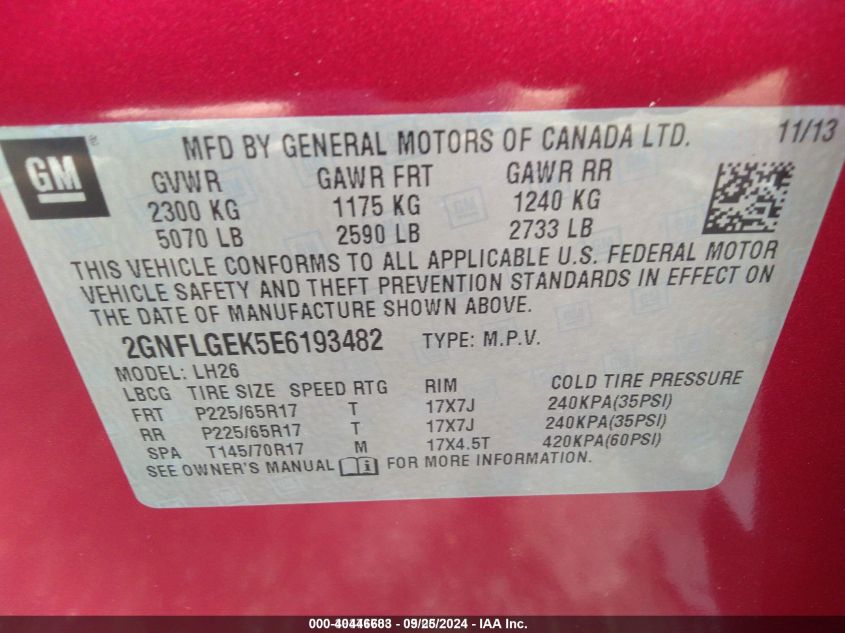 GM
MFD BY GENERAL MOTORS OF CANADA LTD. 11/13
GVWR GAWR FRT GAWR RR
2300 KG 1175 KG 1240 KG
5070 LB 2590 LB 2733 LB
THIS VEHICLE CONFORMS TO ALL APPLICABLE U.S. FEDERAL MOTOR
VEHICLE SAFETY AND THEFT PREVENTION STANDARDS IN EFFECT ON
THE DATE OF MANUFACTURE SHOWN ABOVE.
2GNFLGEK5E6193482 TYPE: M.P.V.
MODEL: LH26
LBCG TIRE SIZE SPEED RTG RIM COLD TIRE PRESSURE
FRT P225/65R17 T 17X7J 240KPA(35PSI)
RR P225/65R17 T 17X7J 240KPA(35PSI)
SPA T145/70R17 M 17X4.5T 420KPA(60PSI)
SEE OWNER'S MANUAL FOR MORE INFORMATION.
09/25/2024 - IAA Inc.